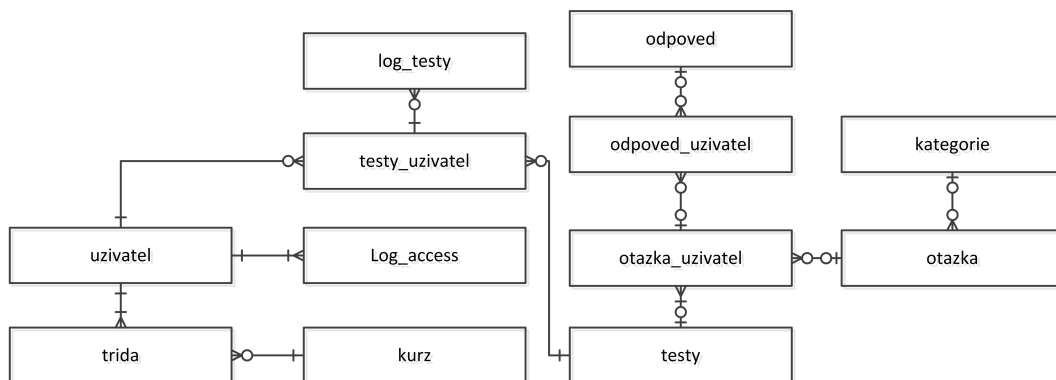 odpoved
log_testy
odpoved_uzivatel
kategorie
testy_uzivatel
uzivatel
Log_access
otazka_uzivatel
otazka
trida
kurz
testy